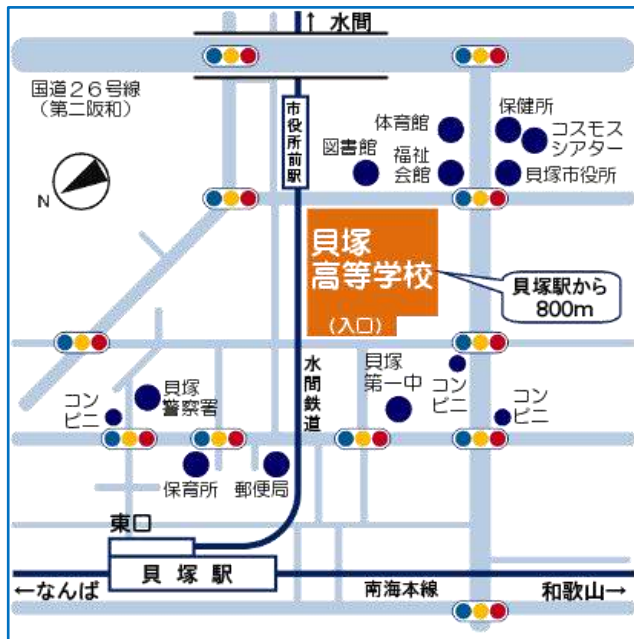 ↑ 水間
国道26号線
（第二阪和）
N
市役所前駅
図書館
体育館
福祉
会館
保健所
コスモス
シアター
貝塚市役所
貝塚
高等学校
（入口）
貝塚駅から
800m
水間鉄道
貝塚
第一中
コン
ビニ
コン
ビニ
コン
ビニ
貝塚
警察署
保育所
郵便局
東口
貝塚駅
←なんば
南海本線
和歌山→